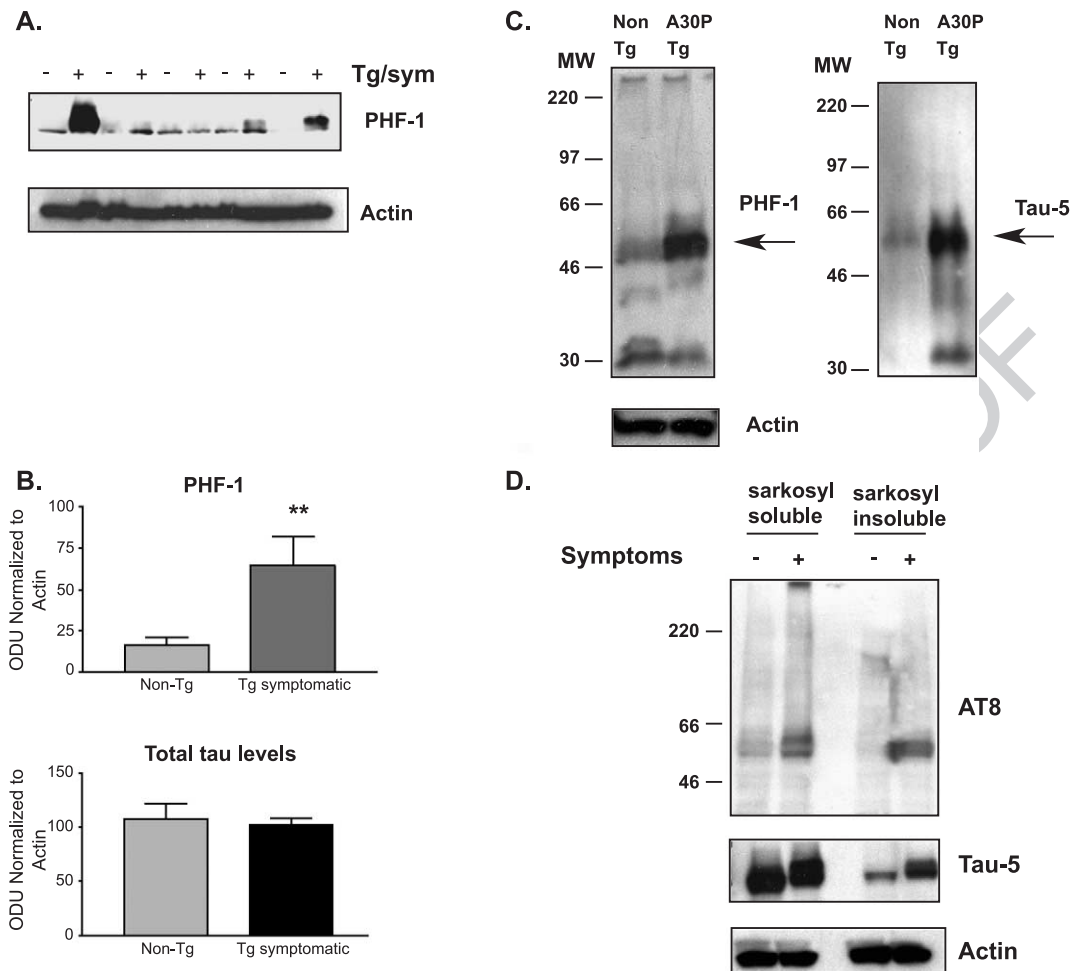 A.
- + - + - + - + - + Tg/sym
PHF-1
Actin
B.
PHF-1
ODU Normalized to
Actin
100
75
50
25
0
**
Non-Tg
Tg symptomatic
Total tau levels
ODU Normalized to
Actin
150
100
50
0
Non-Tg
Tg symptomatic
C.
Non A30P
Tg Tg
MW
220
97
66
46
30
PHF-1
Actin
Non A30P
Tg Tg
MW
220
97
66
46
30
Tau-5
OF
D.
sarkosyl sarkosyl
soluble insoluble
Symptoms - + - +
220
66
46
AT8
Tau-5
Actin